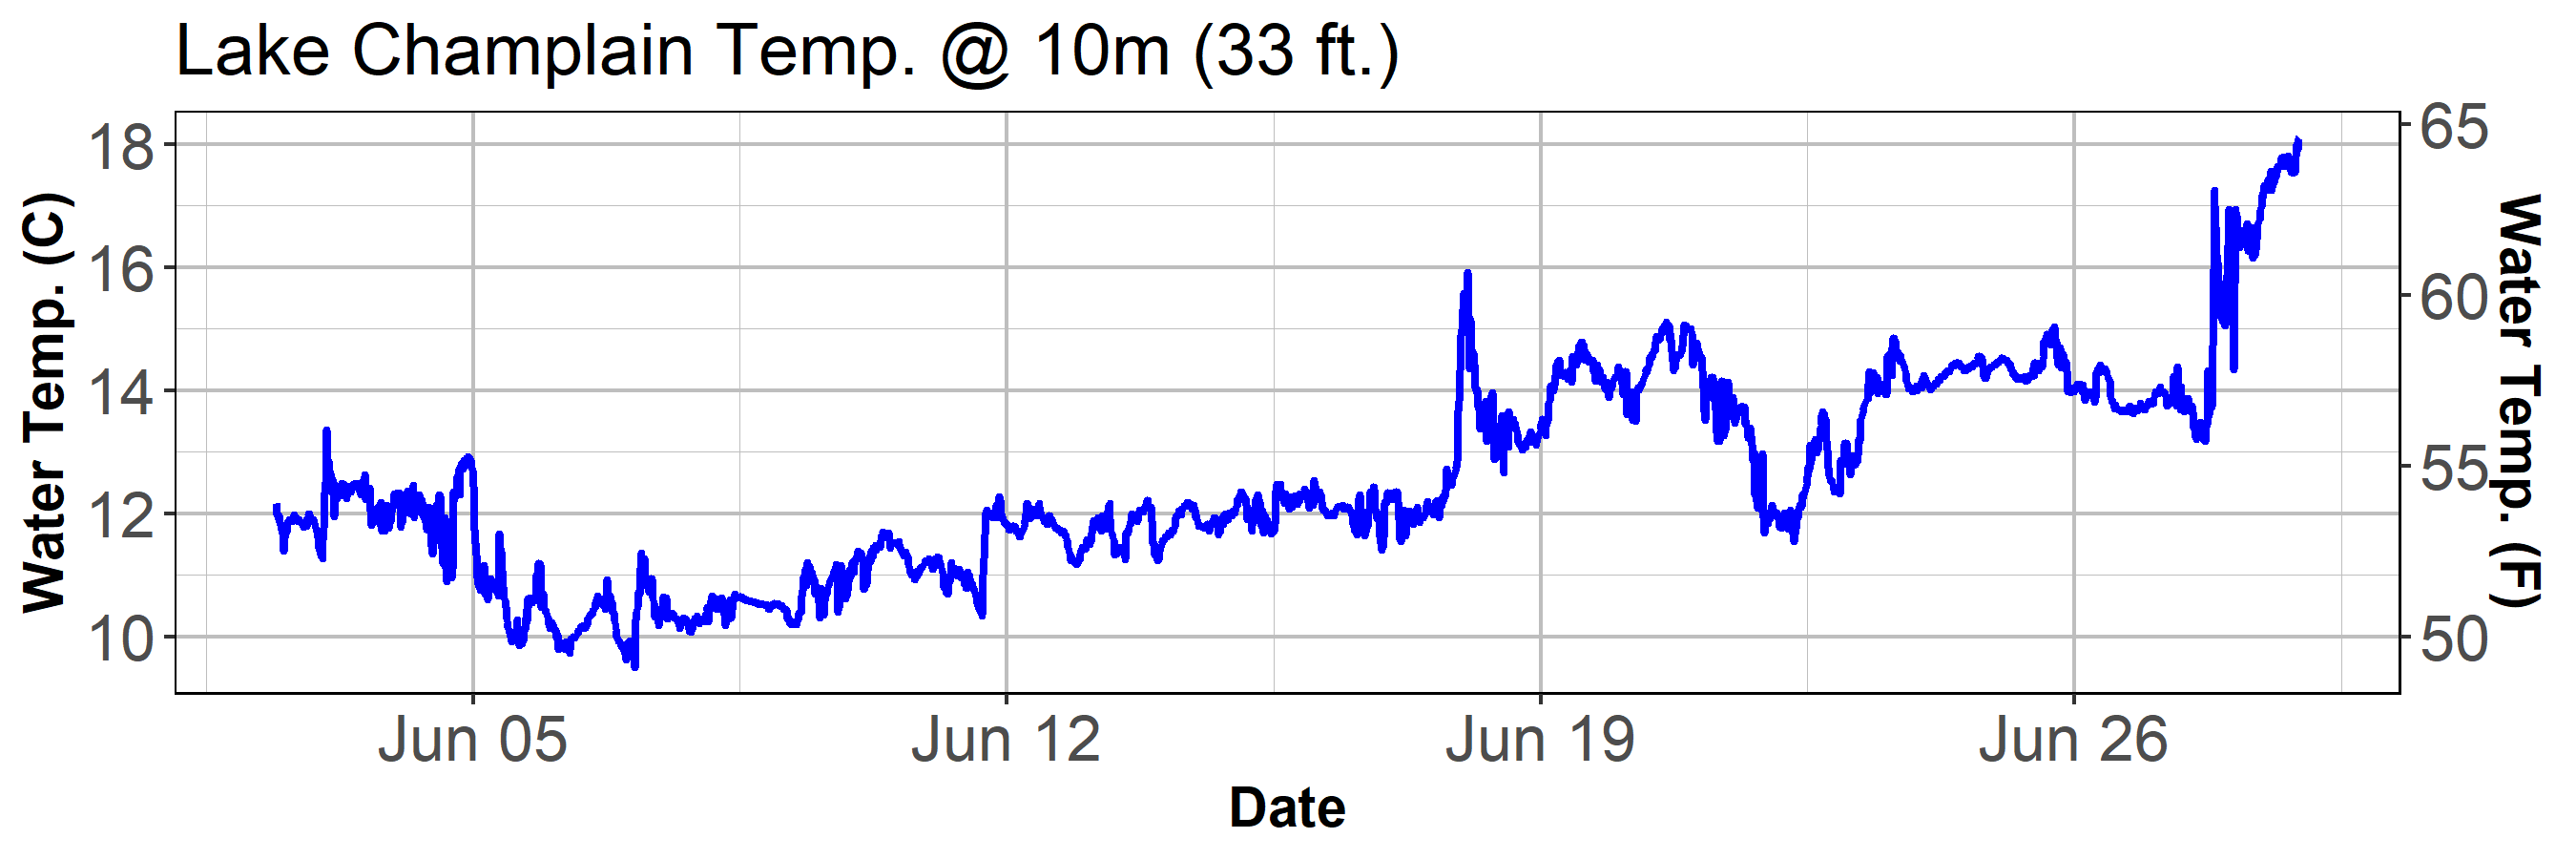 Lake Champlain Temp. @ 10m (33 ft.)
Water Temp. (C)
18
16
14
12
10
65
60
55
50
Water Temp. (F)
Jun 05
Jun 12
Jun 19
Jun 26
Date